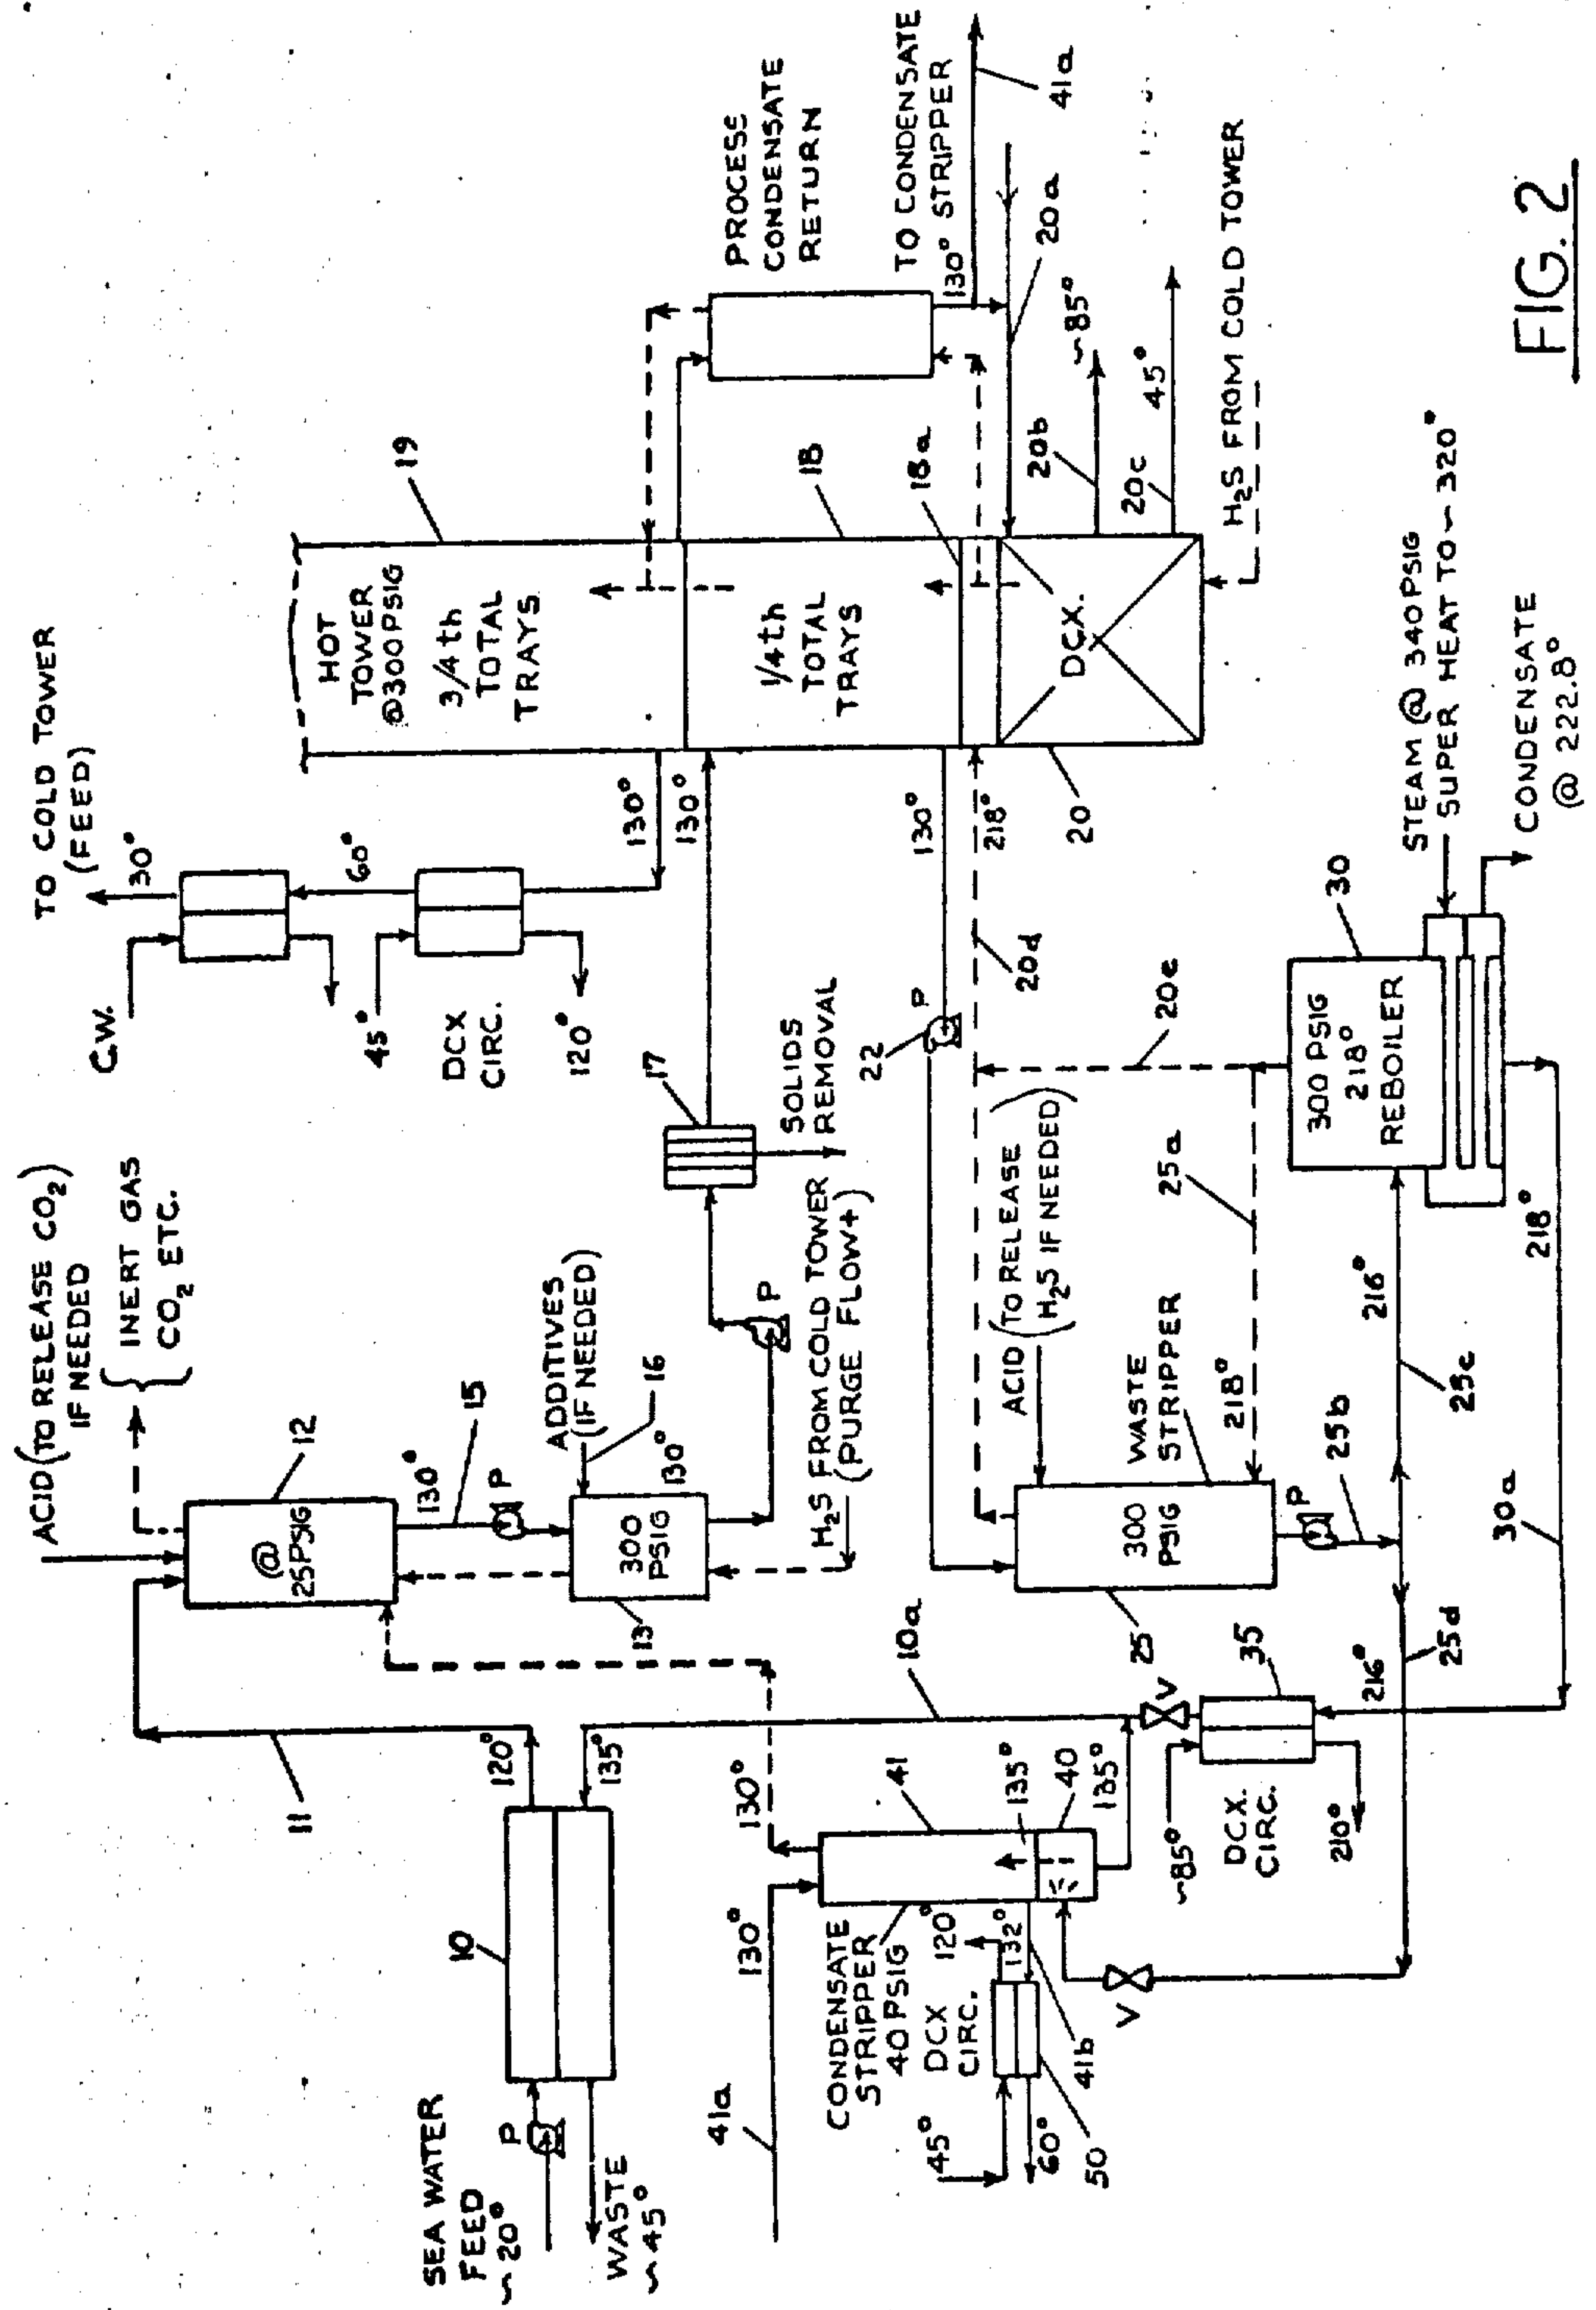 SEA WATER
FEED
~20°
P
WASTE
~45°
10
120°
135°
11
ACID (TO RELEASE CO2)
IF NEEDED
INERT GAS
CO2 ETC.
12
@
25PSIG
130°
15
P
ADDITIVES
(IF NEEDED)
16
300
PSIG
130°
13
P
H2S FROM COLD TOWER
(PURGE FLOW+)
17
SOLIDS
REMOVAL
TO COLD TOWER
(FEED)
30°
C.W.
60°
45°
DCX
CIRC.
120°
130°
130°
HOT
TOWER
@300PSIG
3/4th
TOTAL
TRAYS
19
1/4th
TOTAL
TRAYS
18
18a
DCX.
20
PROCESS
CONDENSATE
RETURN
TO CONDENSATE
130° STRIPPER
41a
20a
20b
~85°
20c
45°
H2S FROM COLD TOWER
130°
218°
22
P
20d
20e
41a
130°
130°
41
135°
40
135°
CONDENSATE
STRIPPER
40 PSIG
DCX
CIRC.
120°
132°
45°
60°
50
41b
V
10a
V
35
~85°
DCX.
CIRC.
210°
216°
25d
25
300
PSIG
WASTE
STRIPPER
ACID (TO RELEASE
H2S IF NEEDED)
218°
25a
P
25b
25c
216°
300 PSIG
218°
REBOILER
30
STEAM @ 340PSIG
SUPER HEAT TO ~320°
CONDENSATE
@ 222.8°
218°
30a
FIG. 2